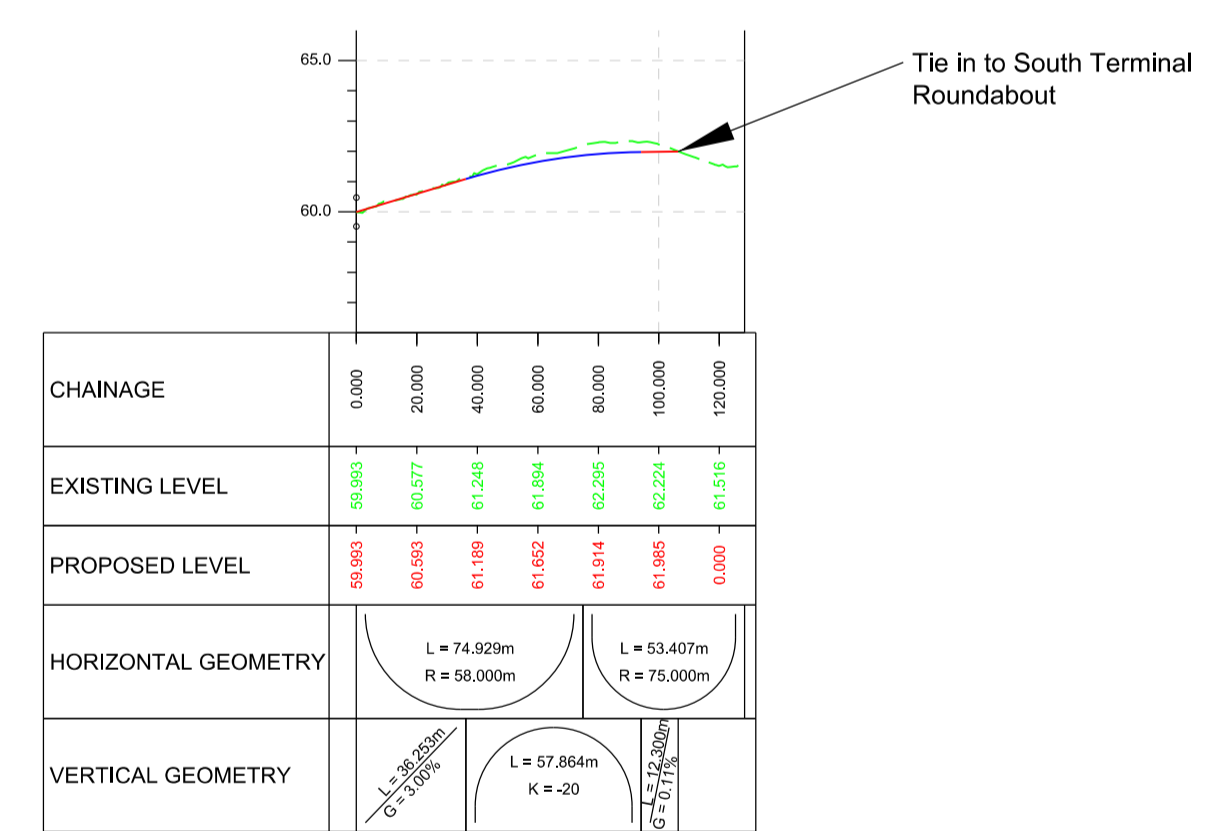 65.0
60.0
Tie in to South Terminal
Roundabout
CHAINAGE
0.000
20.000
40.000
60.000
80.000
100.000
120.000
EXISTING LEVEL
59.993
60.577
61.248
61.894
62.295
62.224
61.516
PROPOSED LEVEL
59.993
60.593
61.189
61.652
61.914
61.985
0.000
HORIZONTAL GEOMETRY
L = 74.929m
R = 58.000m
L = 53.407m
R = 75.000m
VERTICAL GEOMETRY
L = 36.253m
G = 3.00%
L = 57.864m
K = -20
L = 12.300m
G = 0.11%